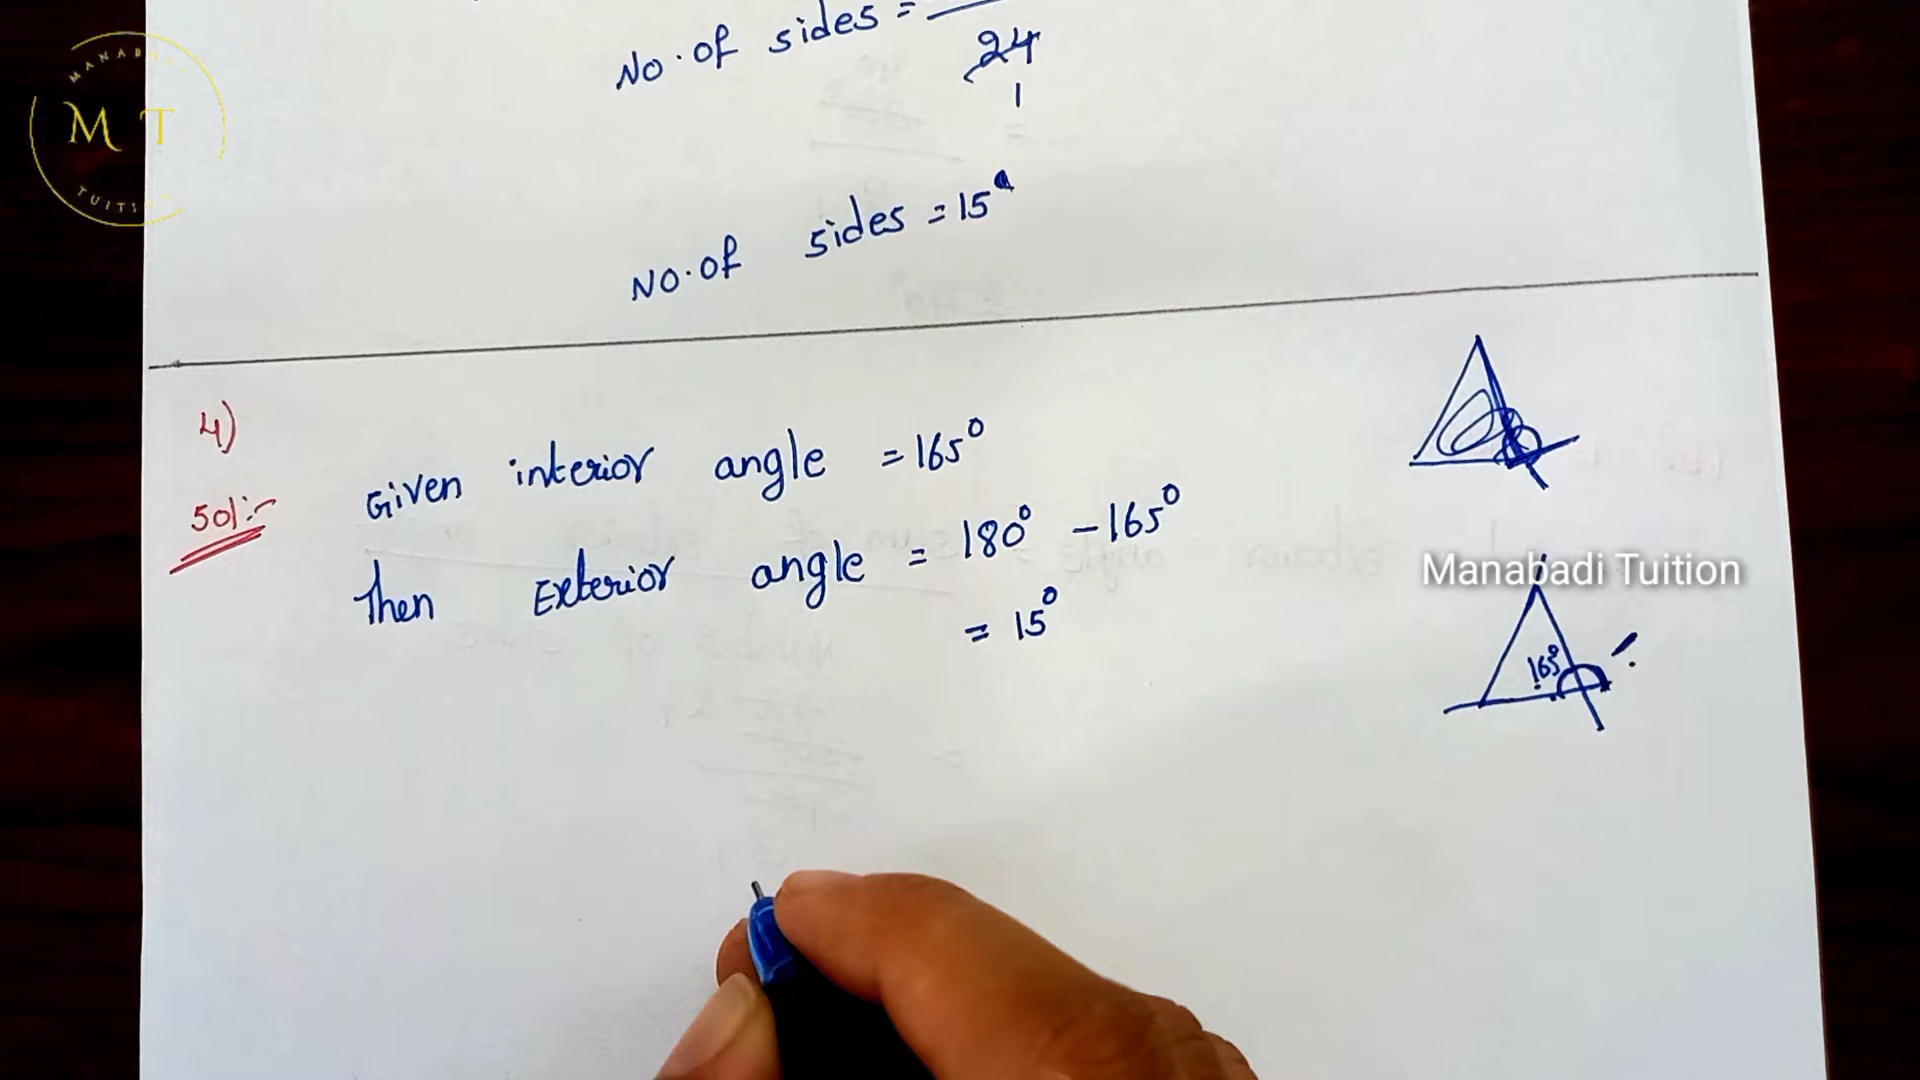 No. of sides =
24
1
No. of sides = 15
4)
Sol:-
Given interior angle = 165°
Then Exterior angle = 180° - 165°
= 15°
165°
M T
Manabadi Tuition